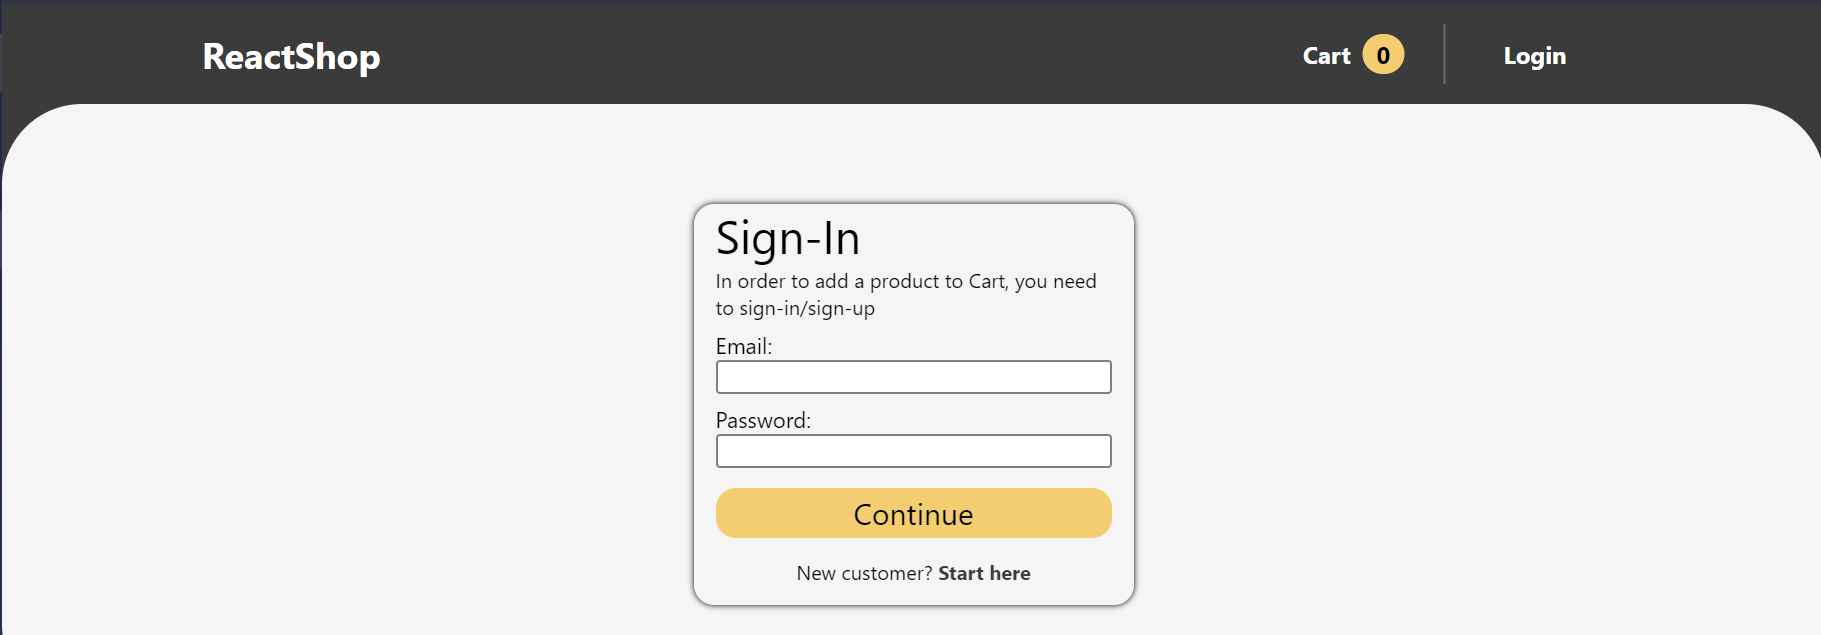 ReactShop
Cart 0
Login
Sign-In
In order to add a product to Cart, you need
to sign-in/sign-up
Email:
Password:
Continue
New customer? Start here